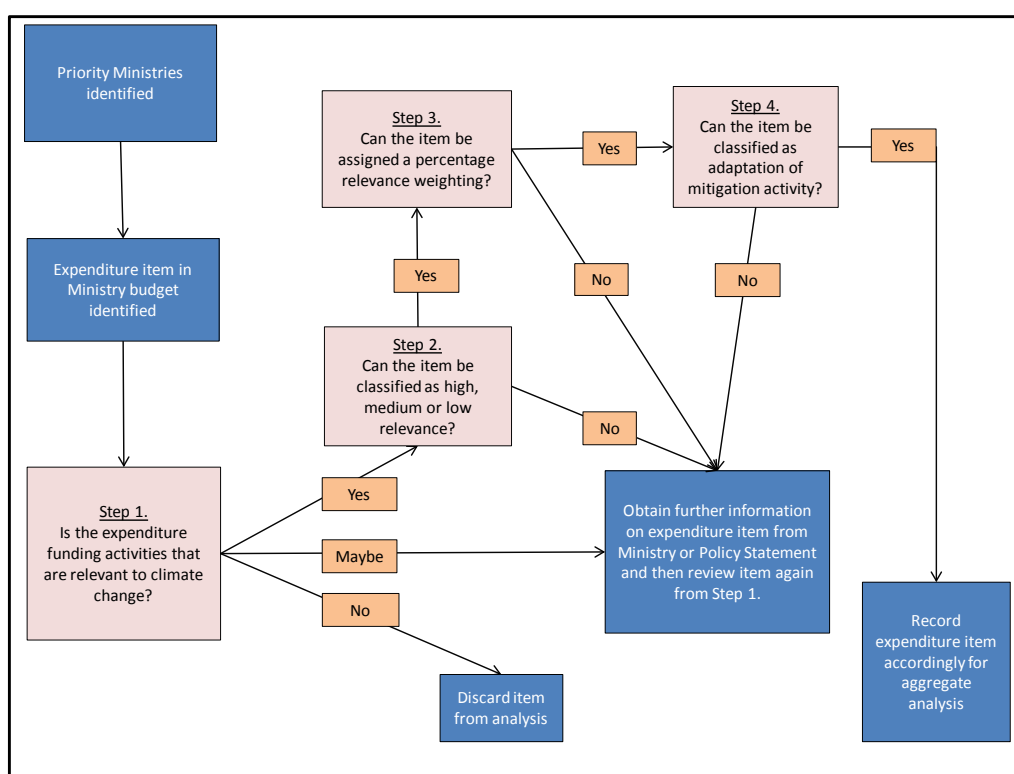 Priority Ministries
identified
Expenditure item in
Ministry budget
identified
Step 1.
Is the expenditure
funding activities that
are relevant to climate
change?
Yes
Maybe
No
Discard item
from analysis
Step 2.
Can the item be
classified as high,
medium or low
relevance?
Yes
No
Step 3.
Can the item be
assigned a percentage
relevance weighting?
Yes
No
Step 4.
Can the item be
classified as
adaptation of
mitigation activity?
Yes
No
Obtain further information
on expenditure item from
Ministry or Policy Statement
and then review item again
from Step 1.
Record
expenditure item
accordingly for
aggregate
analysis